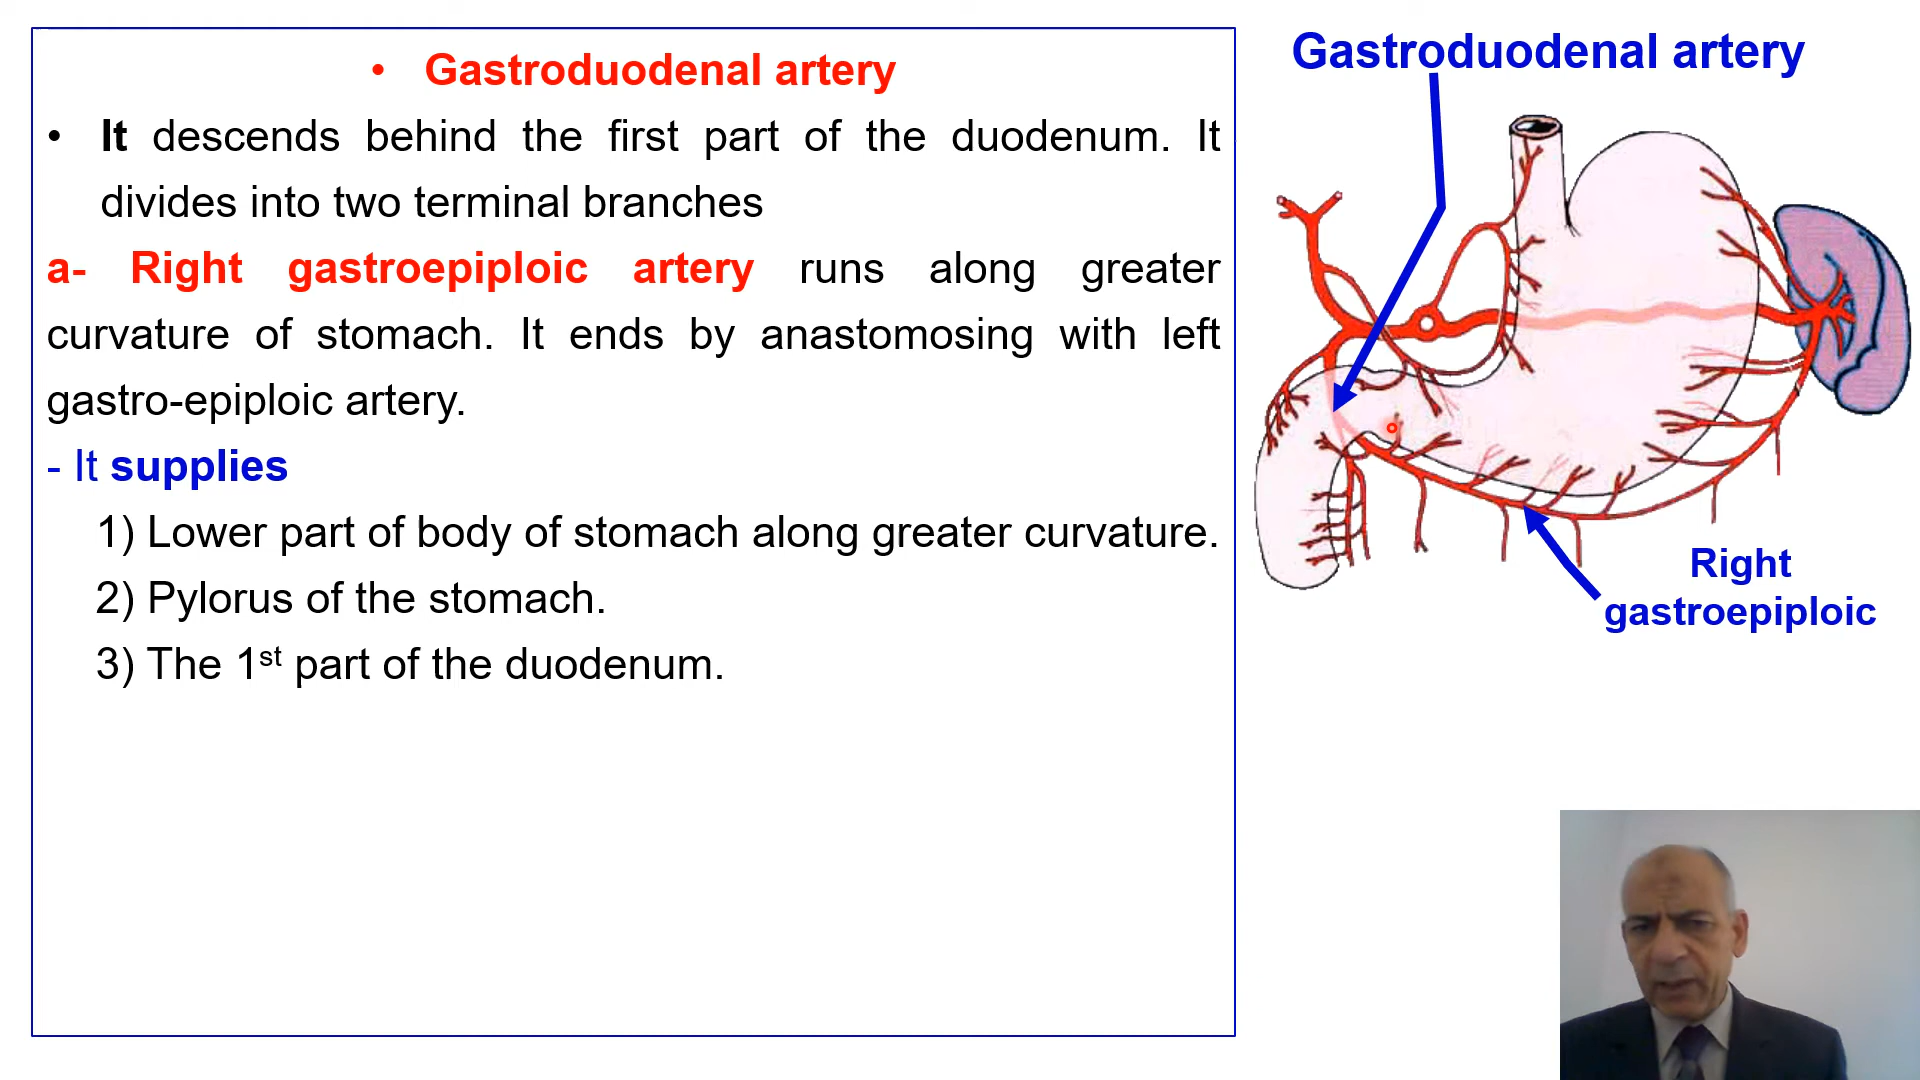 • Gastroduodenal artery
• It descends behind the first part of the duodenum. It
divides into two terminal branches
a- Right gastroepiploic artery runs along greater
curvature of stomach. It ends by anastomosing with left
gastro-epiploic artery.
- It supplies
1) Lower part of body of stomach along greater curvature.
2) Pylorus of the stomach.
3) The 1st part of the duodenum.
Gastroduodenal artery
Right
gastroepiploic